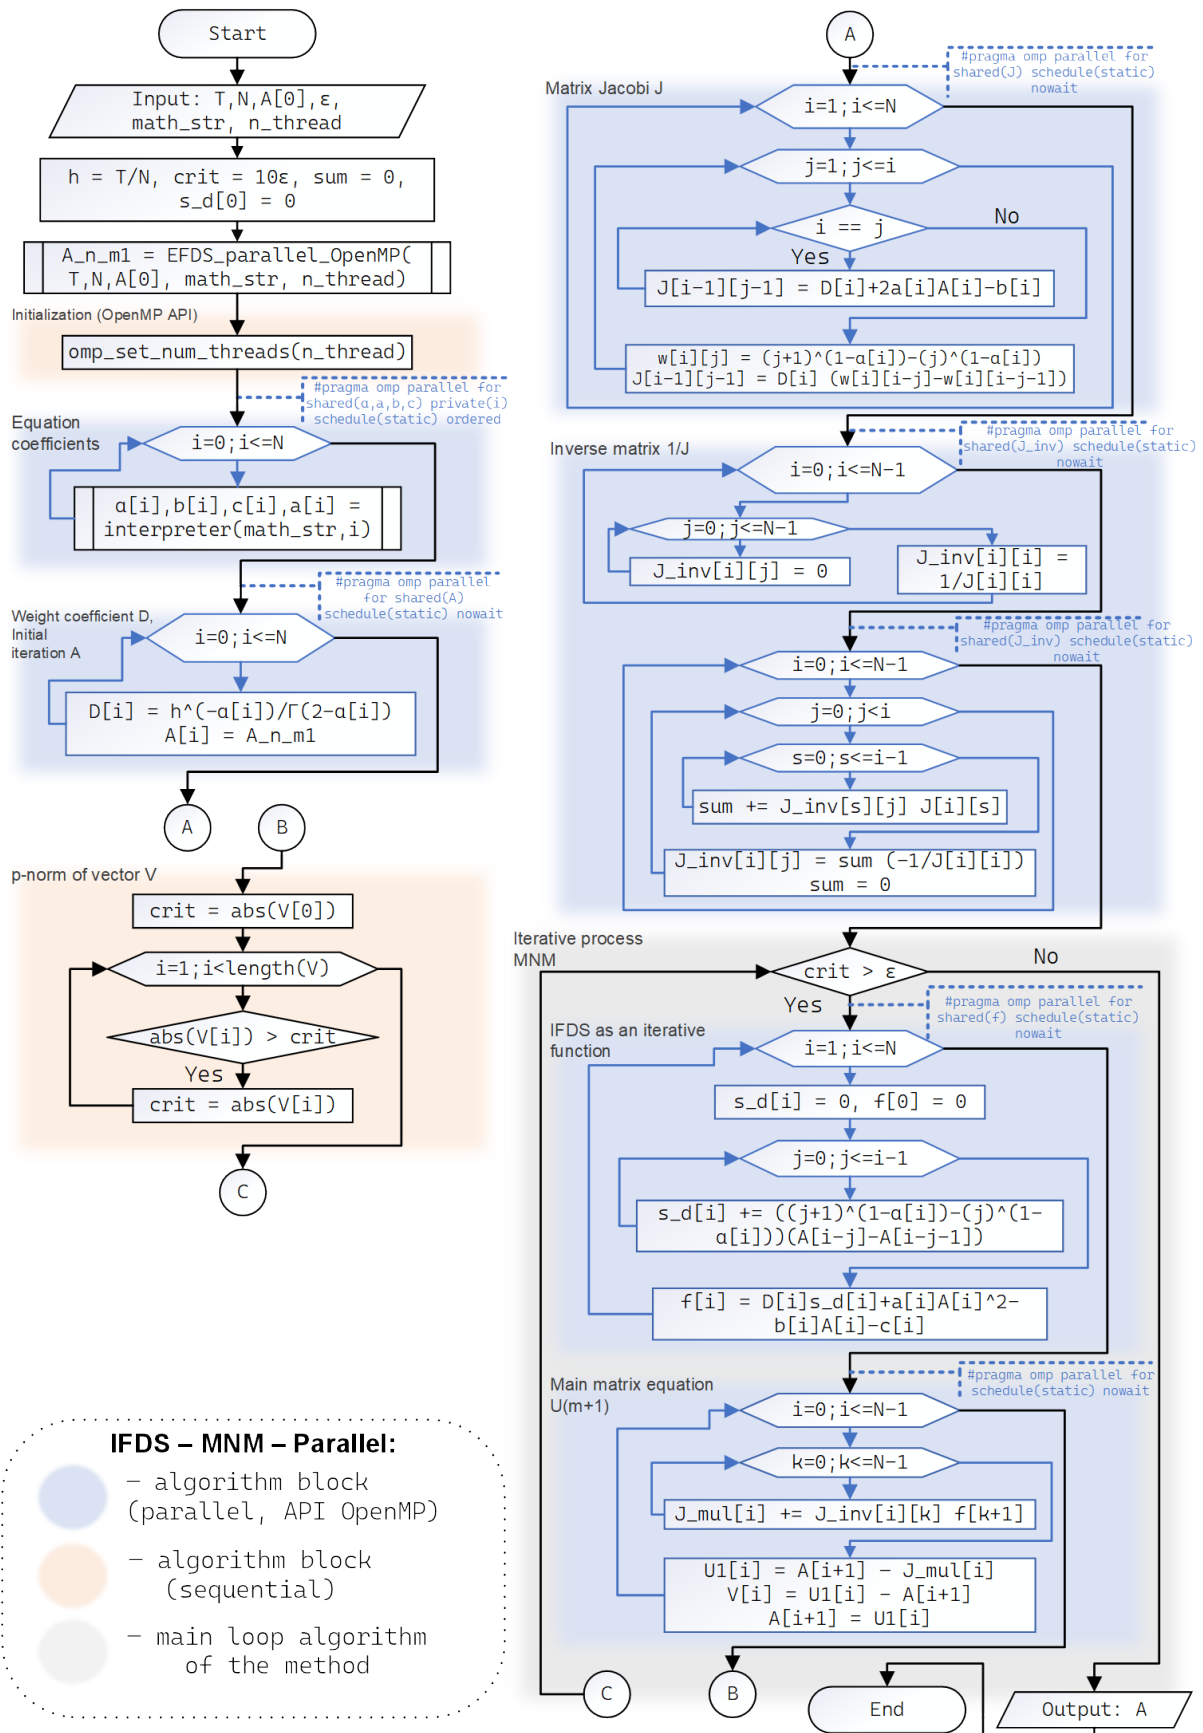 Start
Input: T,N,A[0],ε,
math_str, n_thread
h = T/N, crit = 10ε, sum = 0,
s_d[0] = 0
A_n_m1 = EFDS_parallel_OpenMP(
T,N,A[0], math_str, n_thread)
Initialization (OpenMP API)
omp_set_num_threads(n_thread)
#pragma omp parallel for
shared(α,a,b,c) private(i)
schedule(static) ordered
Equation
coefficients
i=0;i<=N
α[i],b[i],c[i],a[i] =
interpreter(math_str,i)
#pragma omp parallel
for shared(A)
schedule(static) nowait
Weight coefficient D,
Initial
iteration A
i=0;i<=N
D[i] = h^(-α[i])/Γ(2-α[i])
A[i] = A_n_m1
A
B
p-norm of vector V
crit = abs(V[0])
i=1;i<length(V)
abs(V[i]) > crit
Yes
crit = abs(V[i])
C
IFDS – MNM – Parallel:
– algorithm block
(parallel, API OpenMP)
– algorithm block
(sequential)
– main loop algorithm
of the method
A
#pragma omp parallel for
shared(J) schedule(static)
nowait
Matrix Jacobi J
i=1;i<=N
j=1;j<=i
i == j
No
Yes
J[i-1][j-1] = D[i]+2a[i]A[i]-b[i]
w[i][j] = (j+1)^(1-α[i])-(j)^(1-α[i])
J[i-1][j-1] = D[i] (w[i][i-j]-w[i][i-j-1])
#pragma omp parallel for
shared(J_inv) schedule(static)
nowait
Inverse matrix 1/J
i=0;i<=N-1
j=0;j<=N-1
J_inv[i][j] = 0
J_inv[i][i] =
1/J[i][i]
#pragma omp parallel for
shared(J_inv) schedule(static)
nowait
i=0;i<=N-1
j=0;j<i
s=0;s<=i-1
sum += J_inv[s][j] J[i][s]
J_inv[i][j] = sum (-1/J[i][i])
sum = 0
Iterative process
MNM
crit > ε
No
Yes
#pragma omp parallel for
shared(f) schedule(static)
nowait
IFDS as an iterative
function
i=1;i<=N
s_d[i] = 0, f[0] = 0
j=0;j<=i-1
s_d[i] += ((j+1)^(1-α[i])-(j)^(1-
α[i]))(A[i-j]-A[i-j-1])
f[i] = D[i]s_d[i]+a[i]A[i]^2-
b[i]A[i]-c[i]
#pragma omp parallel for
schedule(static) nowait
Main matrix equation
U(m+1)
i=0;i<=N-1
k=0;k<=N-1
J_mul[i] += J_inv[i][k] f[k+1]
U1[i] = A[i+1] - J_mul[i]
V[i] = U1[i] - A[i+1]
A[i+1] = U1[i]
C
B
End
Output: A